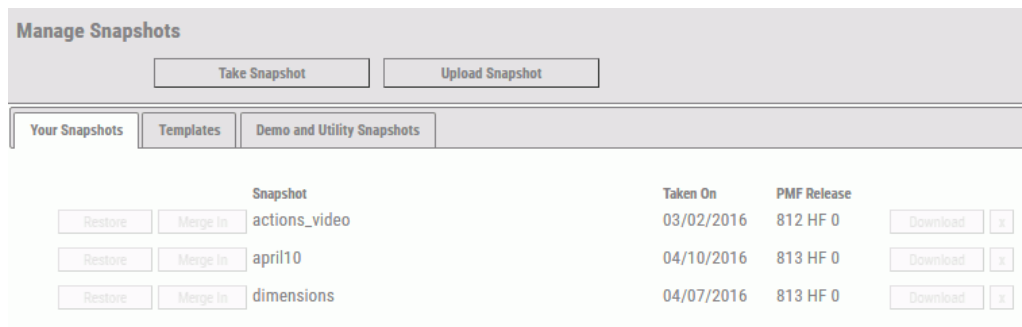 Manage Snapshots
Take Snapshot Upload Snapshot
Your Snapshots Templates Demo and Utility Snapshots
Snapshot Taken On PMF Release
Restore Merge In actions_video 03/02/2016 812 HF 0 Download x
Restore Merge In april10 04/10/2016 813 HF 0 Download x
Restore Merge In dimensions 04/07/2016 813 HF 0 Download x